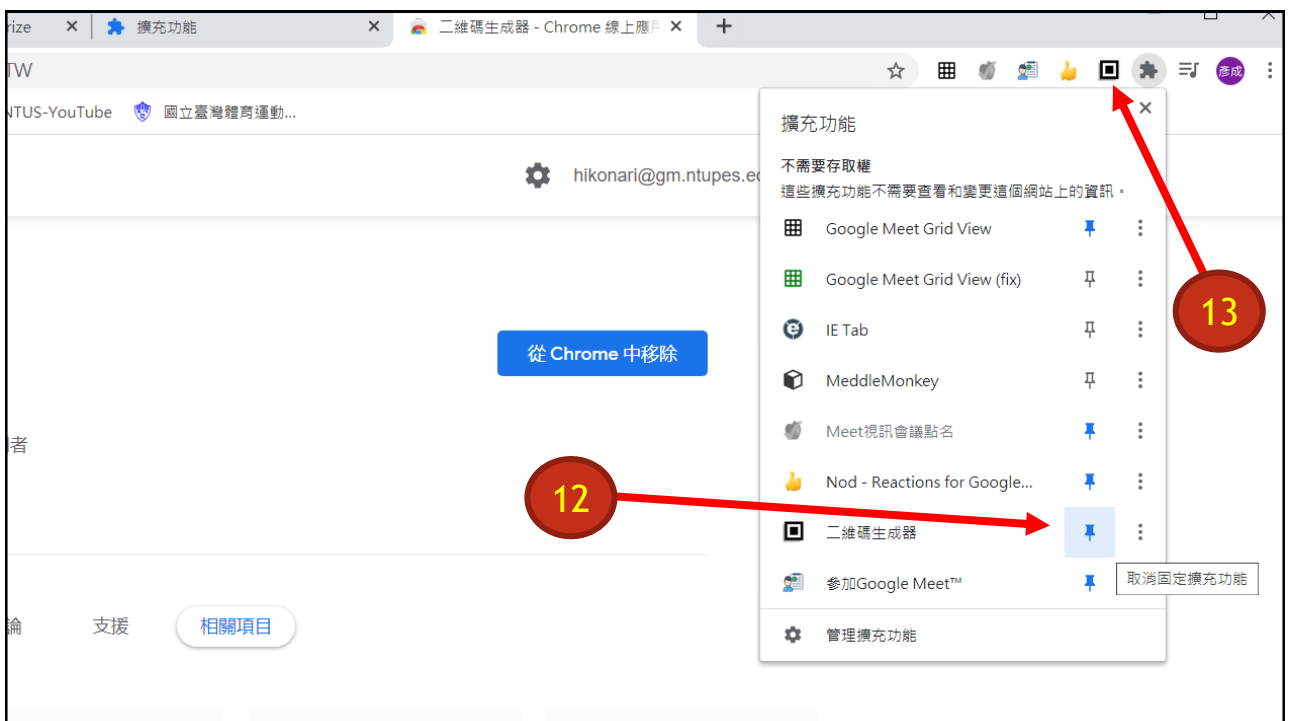 rize
擴充功能
二維碼生成器 - Chrome 線上應用
TW
彥成
NTUS-YouTube
國立臺灣體育運動...
擴充功能
hikonari@gm.ntupes.ec
不需要存取權
這些擴充功能不需要查看和變更這個網站上的資訊。
Google Meet Grid View
Google Meet Grid View (fix)
13
IE Tab
從 Chrome 中移除
MeddleMonkey
Meet視訊會議點名
者
Nod - Reactions for Google...
12
二維碼生成器
取消固定擴充功能
參加Google Meet™
論
支援
相關項目
管理擴充功能